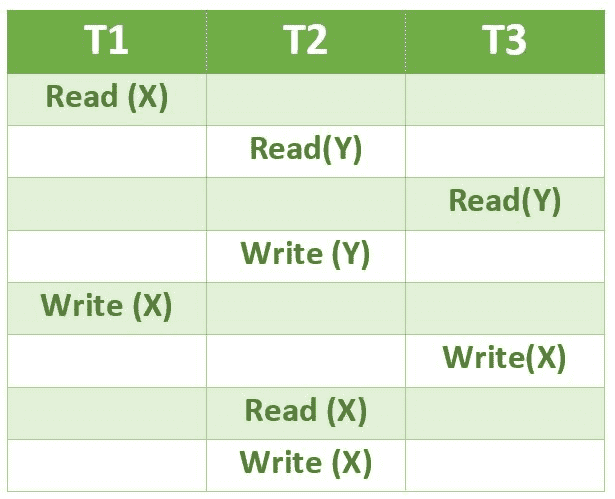 T1 T2 T3
Read (X)
Read(Y)
Read(Y)
Write (Y)
Write (X)
Write(X)
Read (X)
Write (X)